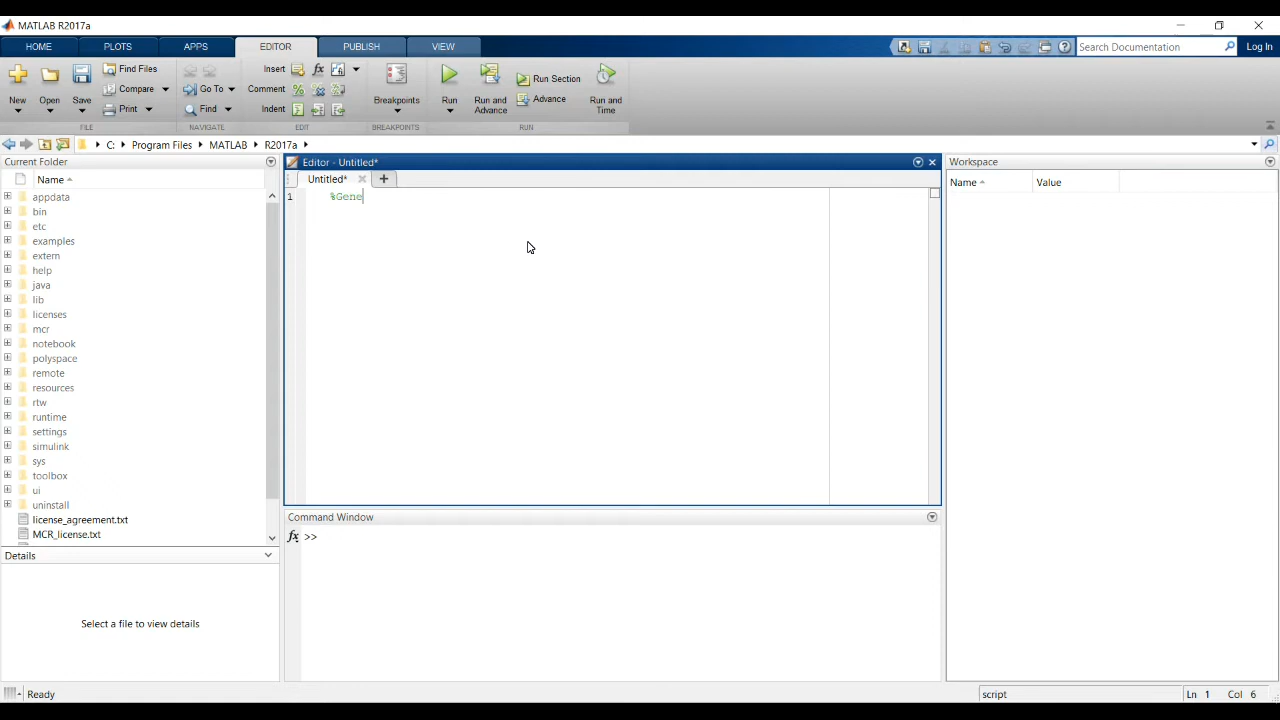 MATLAB R2017a
HOME PLOTS APPS EDITOR PUBLISH VIEW Search Documentation Log In
New Open Save Find Files Compare Print
Go To Find
Insert fx
Comment %
Indent
Breakpoints
Run Run and Advance Run Section Advance Run and Time
FILE NAVIGATE EDIT BREAKPOINTS RUN
C: Program Files MATLAB R2017a
Current Folder
Name
appdata
bin
etc
examples
extern
help
java
lib
licenses
mcr
notebook
polyspace
remote
resources
rtw
runtime
settings
simulink
sys
toolbox
ui
uninstall
license_agreement.txt
MCR_license.txt
Details
Select a file to view details
Editor - Untitled*
Untitled*
1 %Gene
Command Window
fx >>
Workspace
Name Value
Ready script Ln 1 Col 6